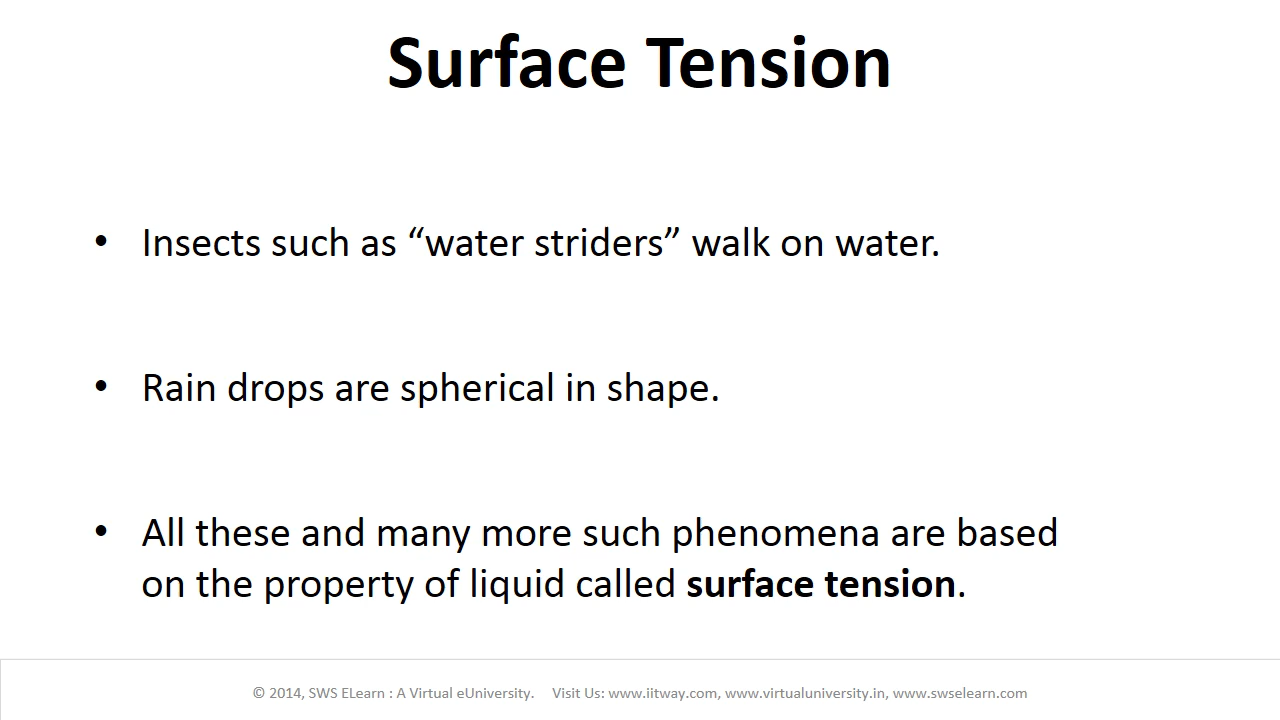 Surface Tension
• Insects such as “water striders” walk on water.
• Rain drops are spherical in shape.
• All these and many more such phenomena are based
on the property of liquid called surface tension.
© 2014, SWS ELearn : A Virtual eUniversity. Visit Us: www.iitway.com, www.virtualuniversity.in, www.swselearn.com